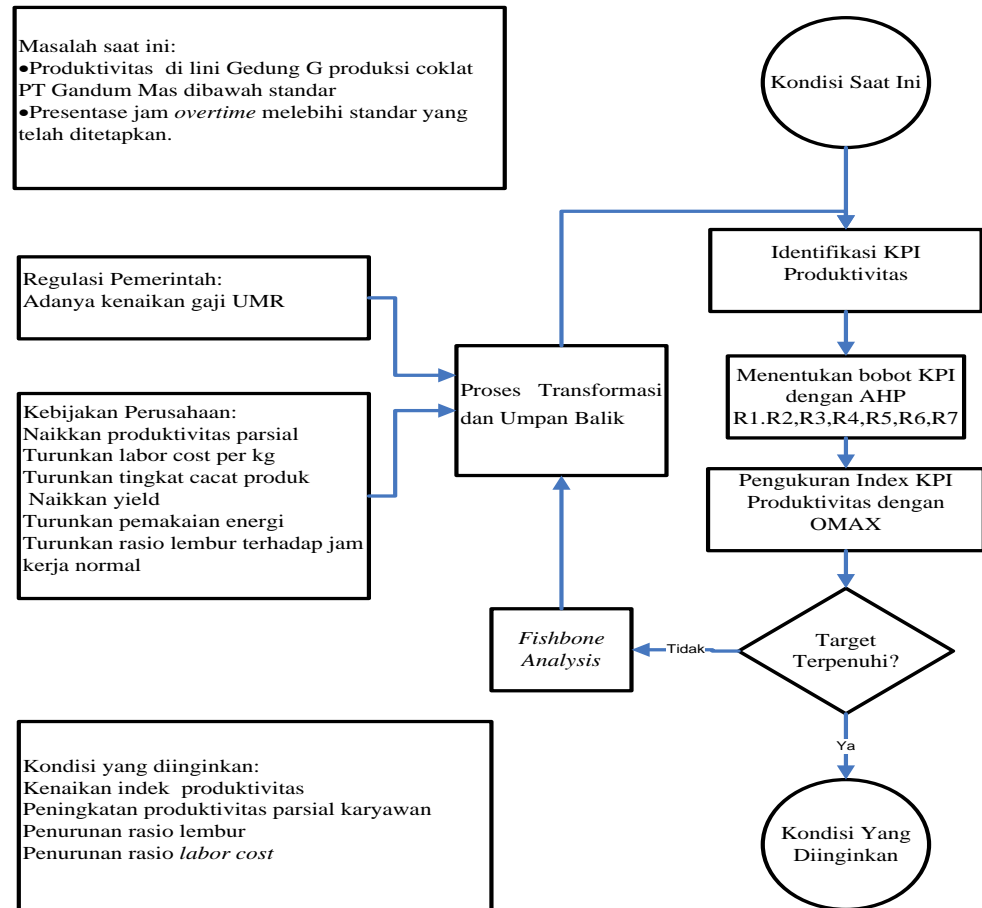 Masalah saat ini:
•Produktivitas di lini Gedung G produksi coklat
PT Gandum Mas dibawah standar
•Presentase jam overtime melebihi standar yang
telah ditetapkan.
Kondisi Saat Ini
Regulasi Pemerintah:
Adanya kenaikan gaji UMR
Identifikasi KPI
Produktivitas
Kebijakan Perusahaan:
Naikkan produktivitas parsial
Turunkan labor cost per kg
Turunkan tingkat cacat produk
Naikkan yield
Turunkan pemakaian energi
Turunkan rasio lembur terhadap jam
kerja normal
Proses Transformasi
dan Umpan Balik
Menentukan bobot KPI
dengan AHP
R1.R2,R3,R4,R5,R6,R7
Pengukuran Index KPI
Produktivitas dengan
OMAX
Fishbone
Analysis
Tidak
Target
Terpenuhi?
Ya
Kondisi yang diinginkan:
Kenaikan indek produktivitas
Peningkatan produktivitas parsial karyawan
Penurunan rasio lembur
Penurunan rasio labor cost
Kondisi Yang
Diinginkan